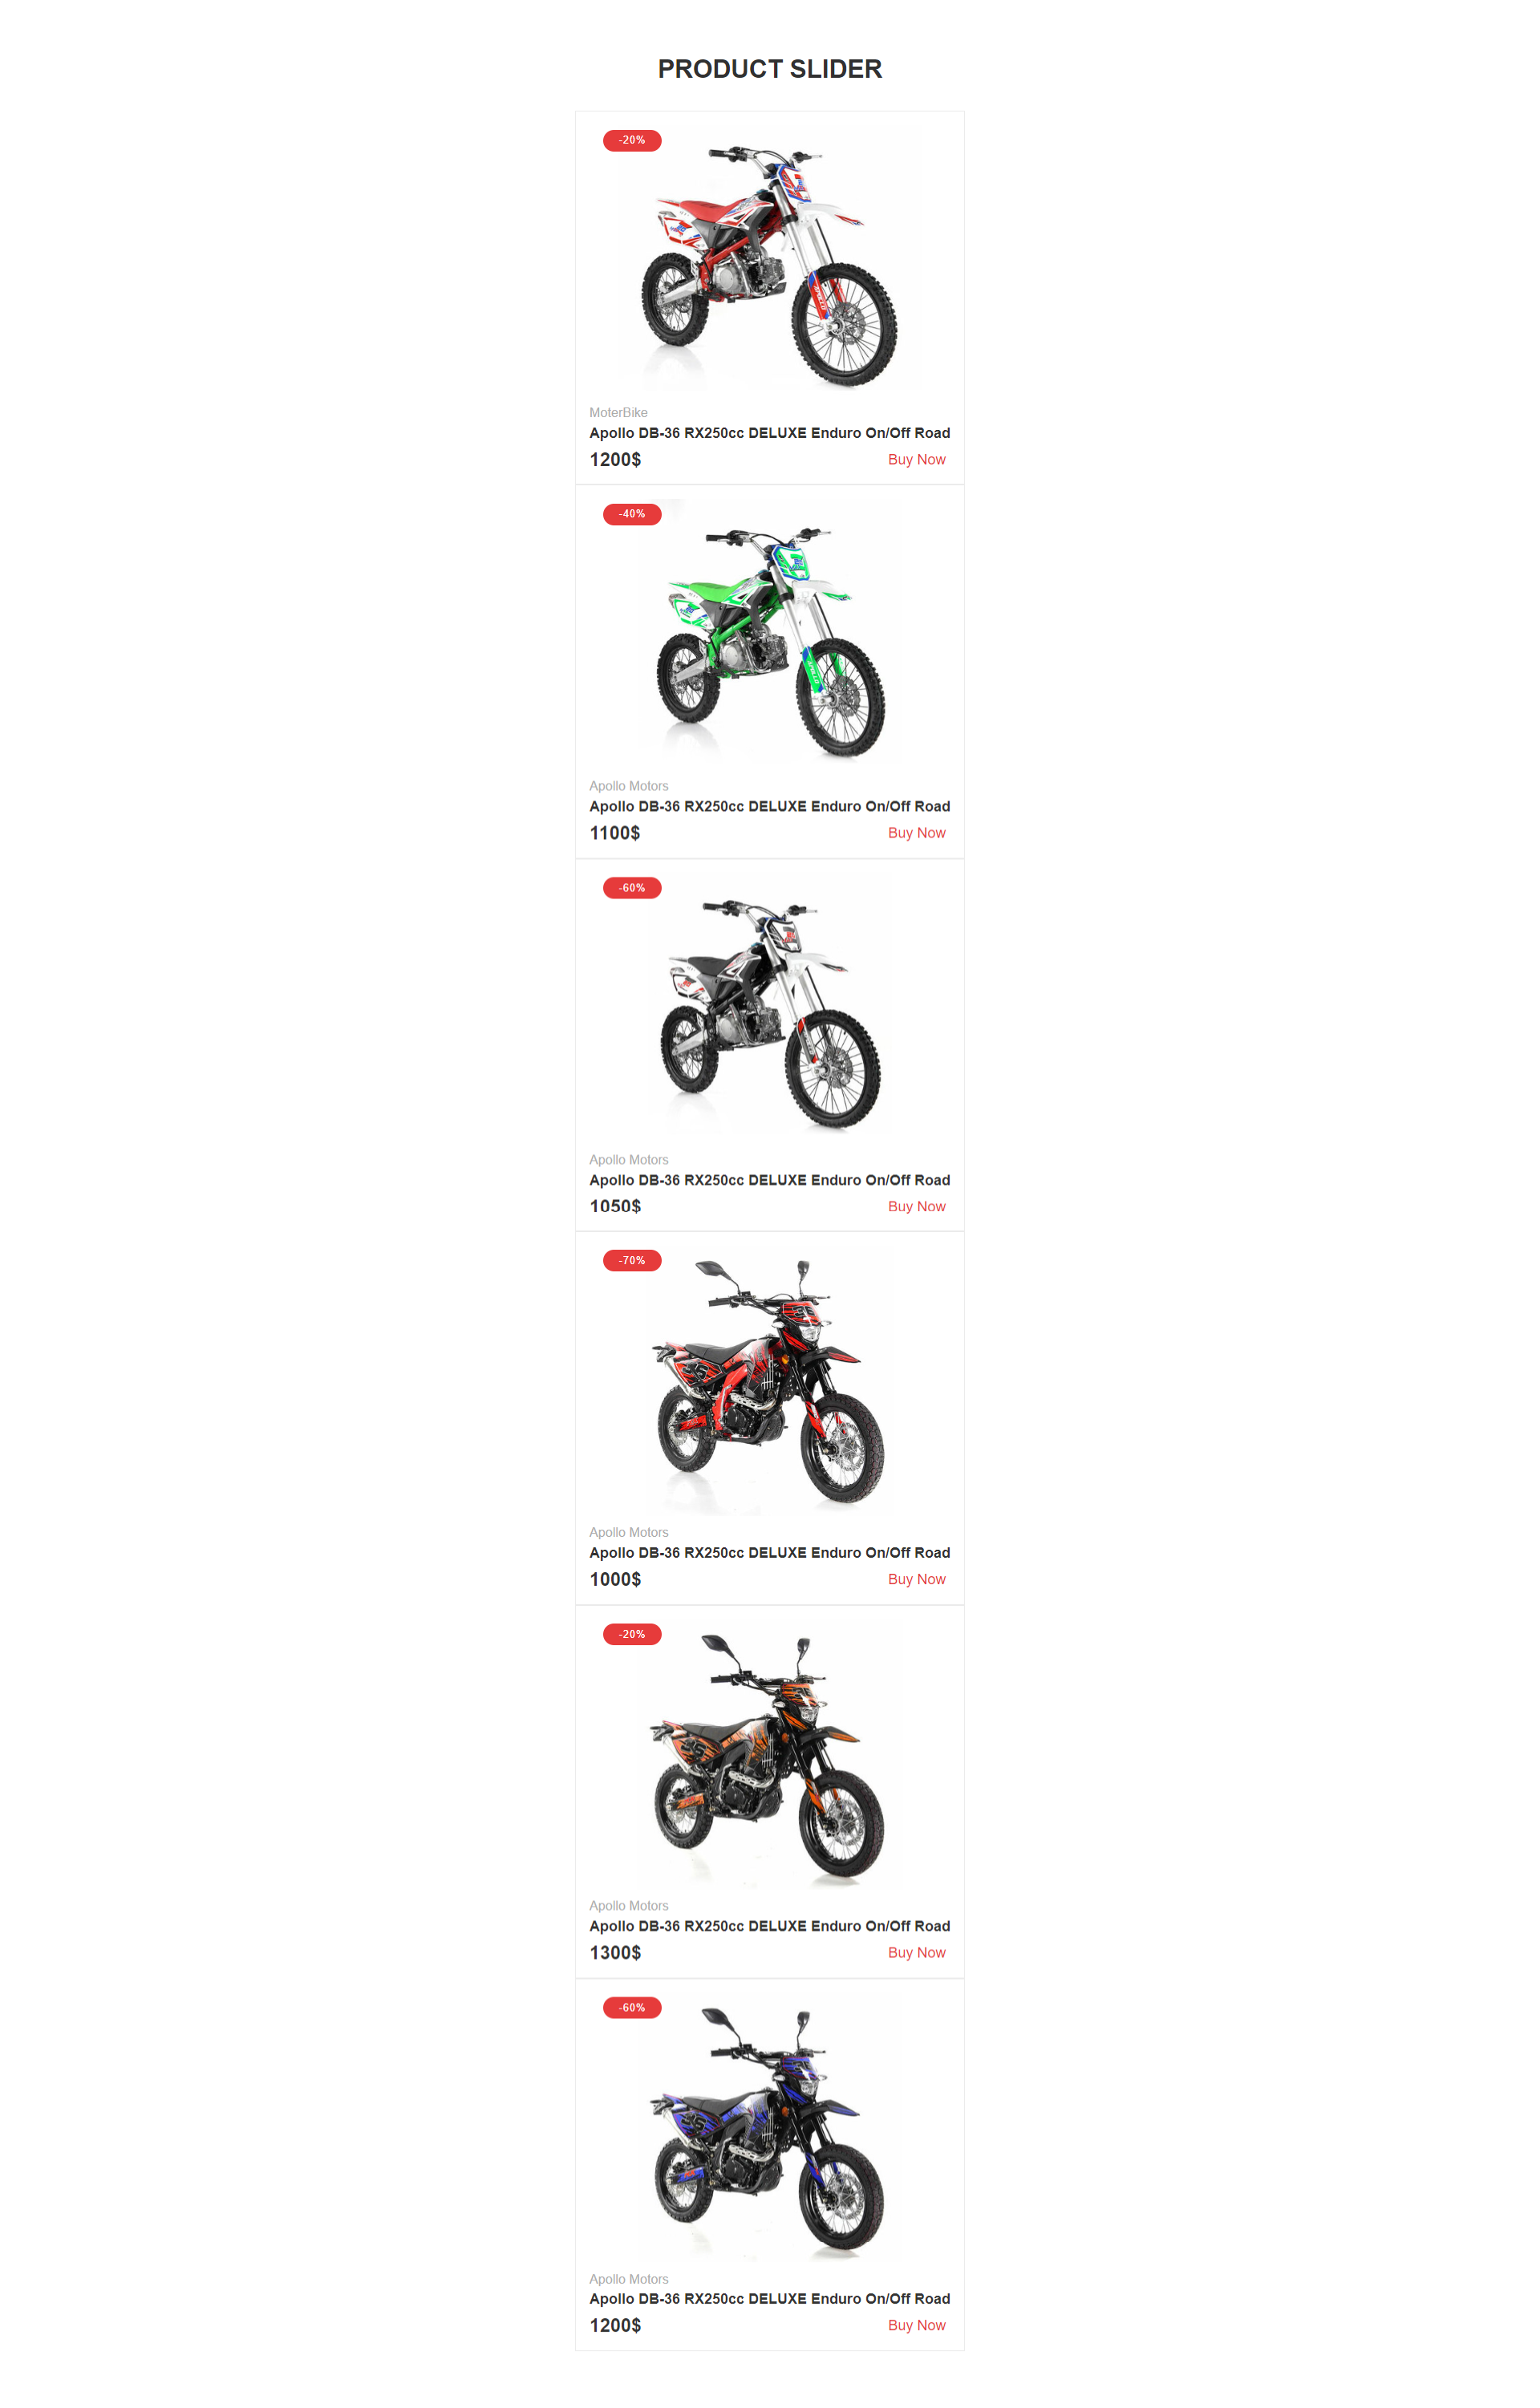 PRODUCT SLIDER
-20%
MoterBike
Apollo DB-36 RX250cc DELUXE Enduro On/Off Road
1200$ Buy Now
-40%
Apollo Motors
Apollo DB-36 RX250cc DELUXE Enduro On/Off Road
1100$ Buy Now
-60%
Apollo Motors
Apollo DB-36 RX250cc DELUXE Enduro On/Off Road
1050$ Buy Now
-70%
Apollo Motors
Apollo DB-36 RX250cc DELUXE Enduro On/Off Road
1000$ Buy Now
-20%
Apollo Motors
Apollo DB-36 RX250cc DELUXE Enduro On/Off Road
1300$ Buy Now
-60%
Apollo Motors
Apollo DB-36 RX250cc DELUXE Enduro On/Off Road
1200$ Buy Now